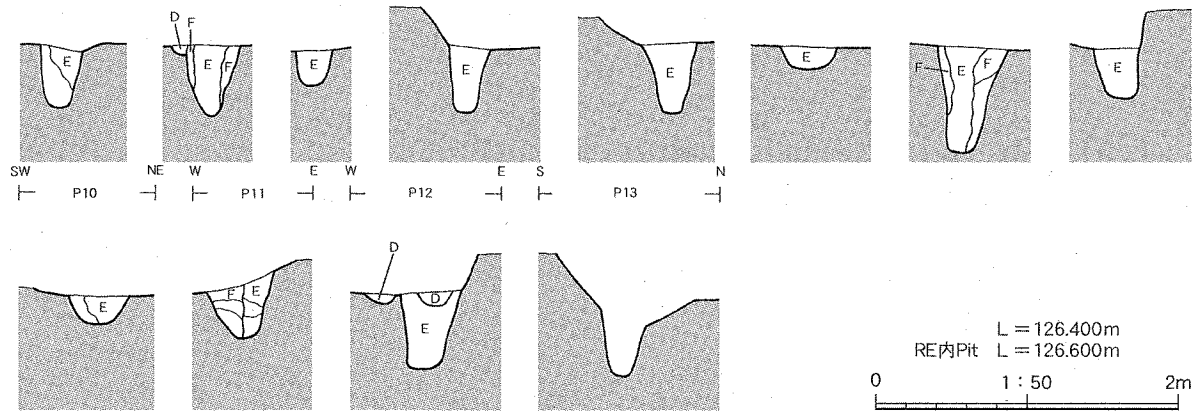 D F
E
E F
E
E
E
E
F E F
E
SW NE W E W E S N
P10 P11 P12 P13
D
E
F E
D
E
L=126.400m
RE内Pit L=126.600m
0 1:50 2m